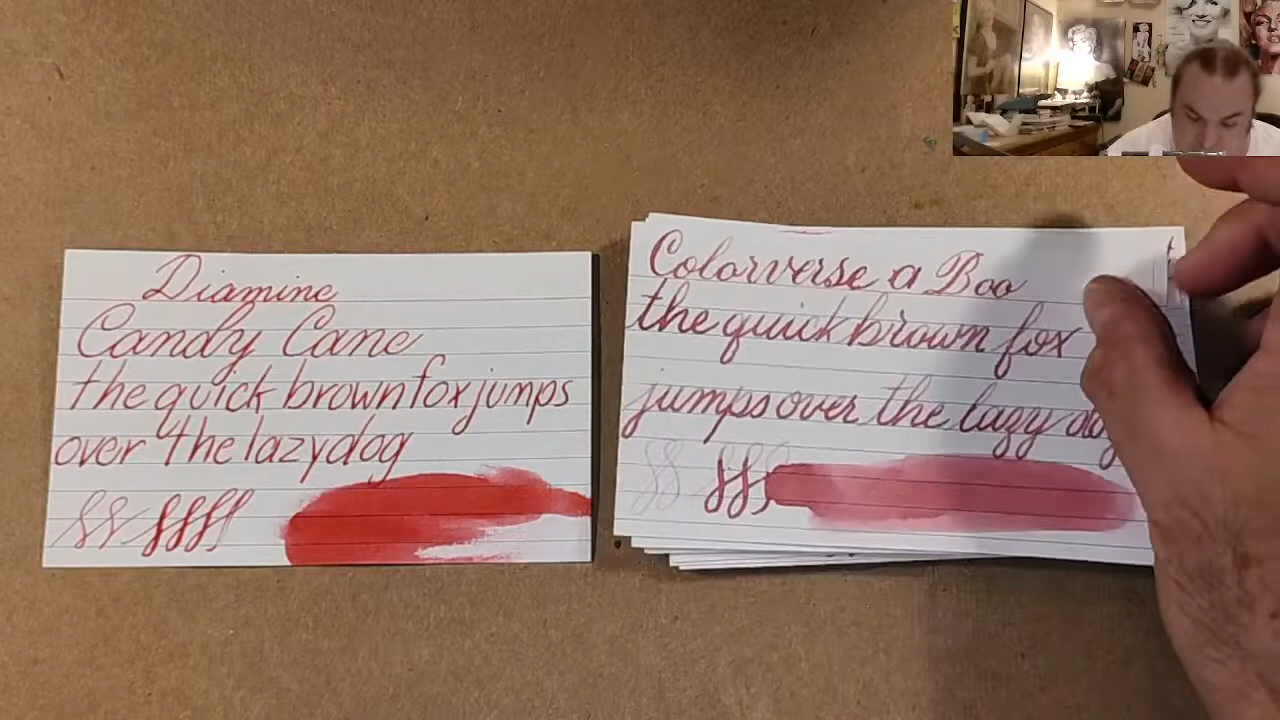 Diamine
Candy Cane
the quick brown fox jumps
over the lazy dog
Colorverse a Boo
the quick brown fox
jumps over the lazy dog